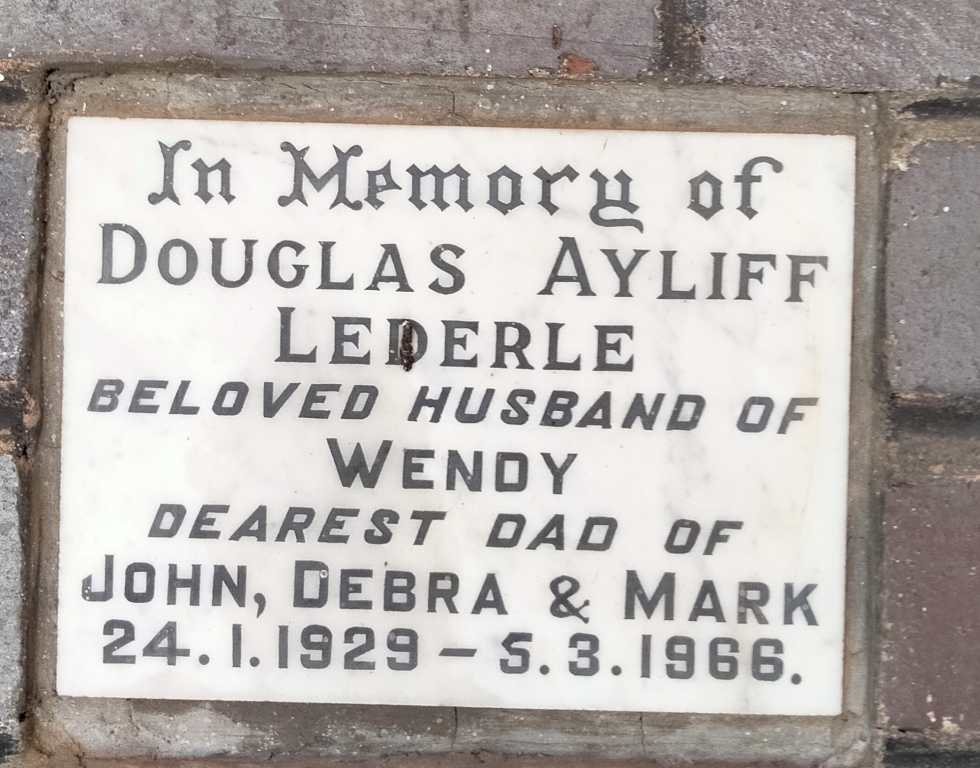 In Memory of
DOUGLAS AYLIFF
LEDERLE
BELOVED HUSBAND OF
WENDY
DEAREST DAD OF
JOHN, DEBRA & MARK
24.1.1929 – 5.3.1966.